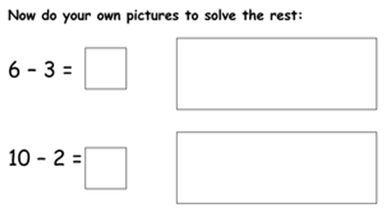 Now do your own pictures to solve the rest:
6 - 3 =
10 - 2 =